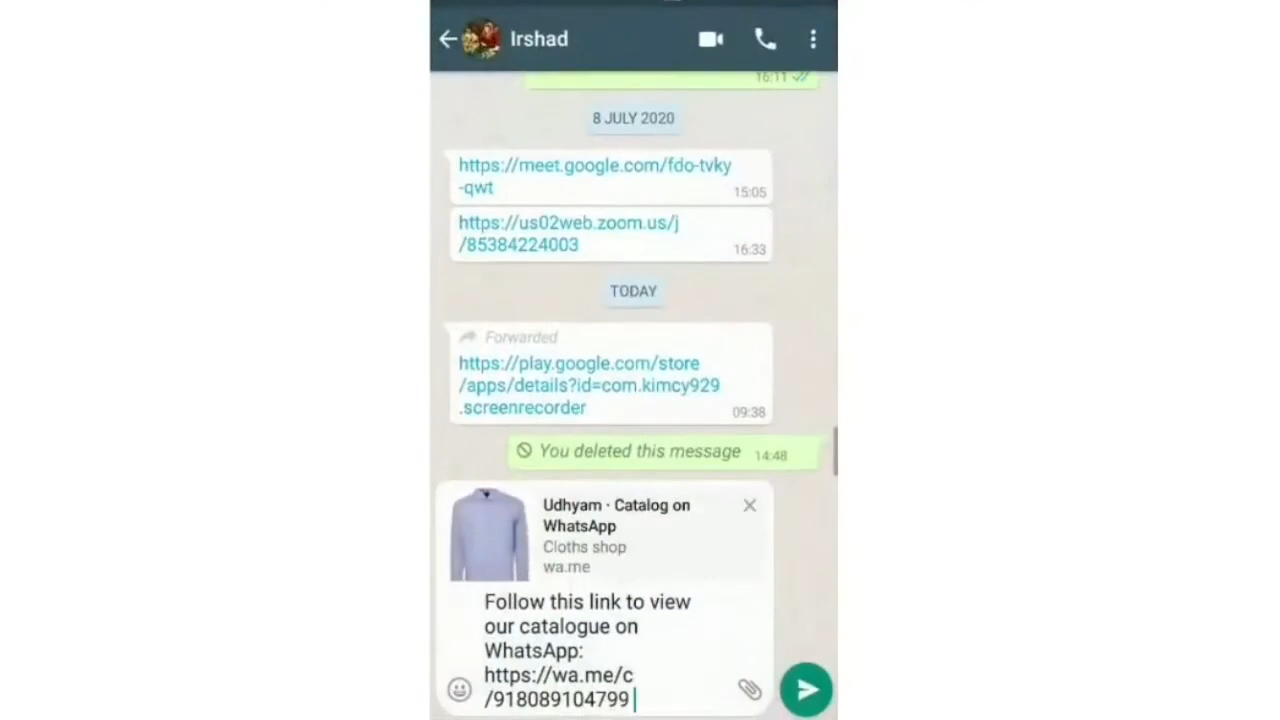 Irshad
16:11
8 JULY 2020
https://meet.google.com/fdo-tvky
-qwt
15:05
https://us02web.zoom.us/j
/85384224003
16:33
TODAY
Forwarded
https://play.google.com/store
/apps/details?id=com.kimcy929
.screenrecorder
09:38
You deleted this message
14:48
Udhyam · Catalog on
WhatsApp
Cloths shop
wa.me
Follow this link to view
our catalogue on
WhatsApp:
https://wa.me/c
/918089104799